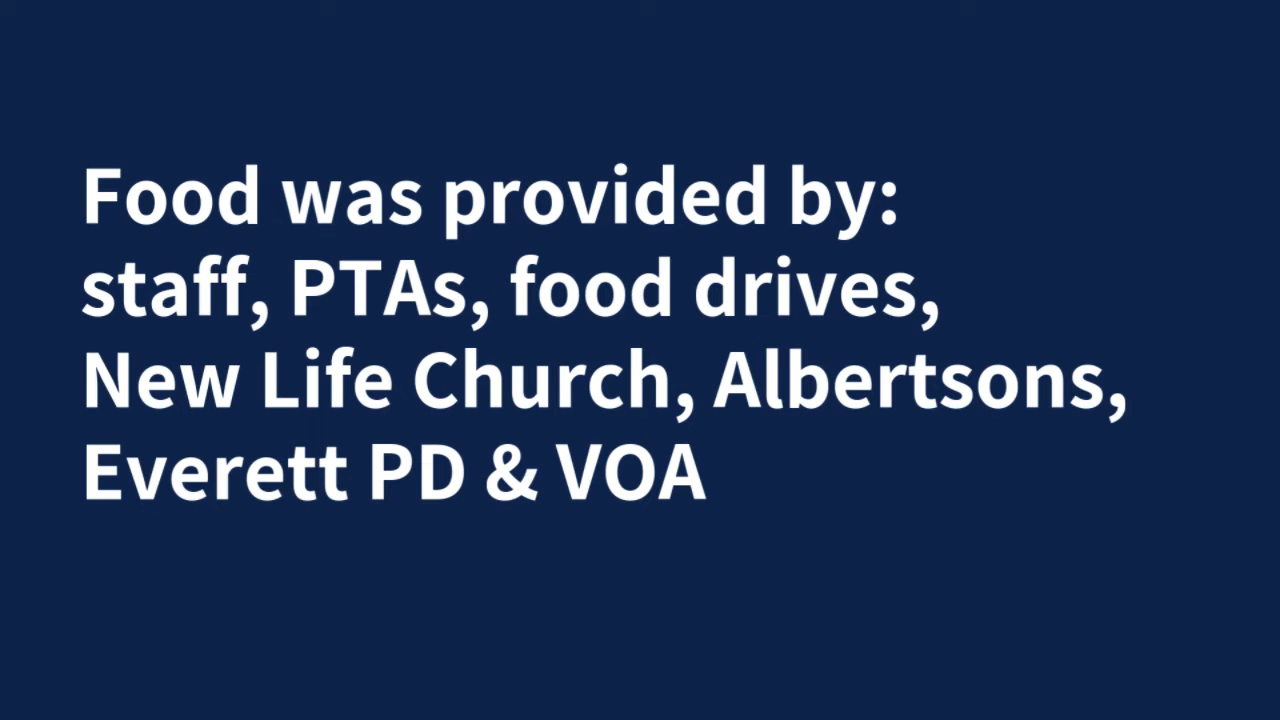 Food was provided by:
staff, PTAs, food drives,
New Life Church, Albertsons,
Everett PD & VOA